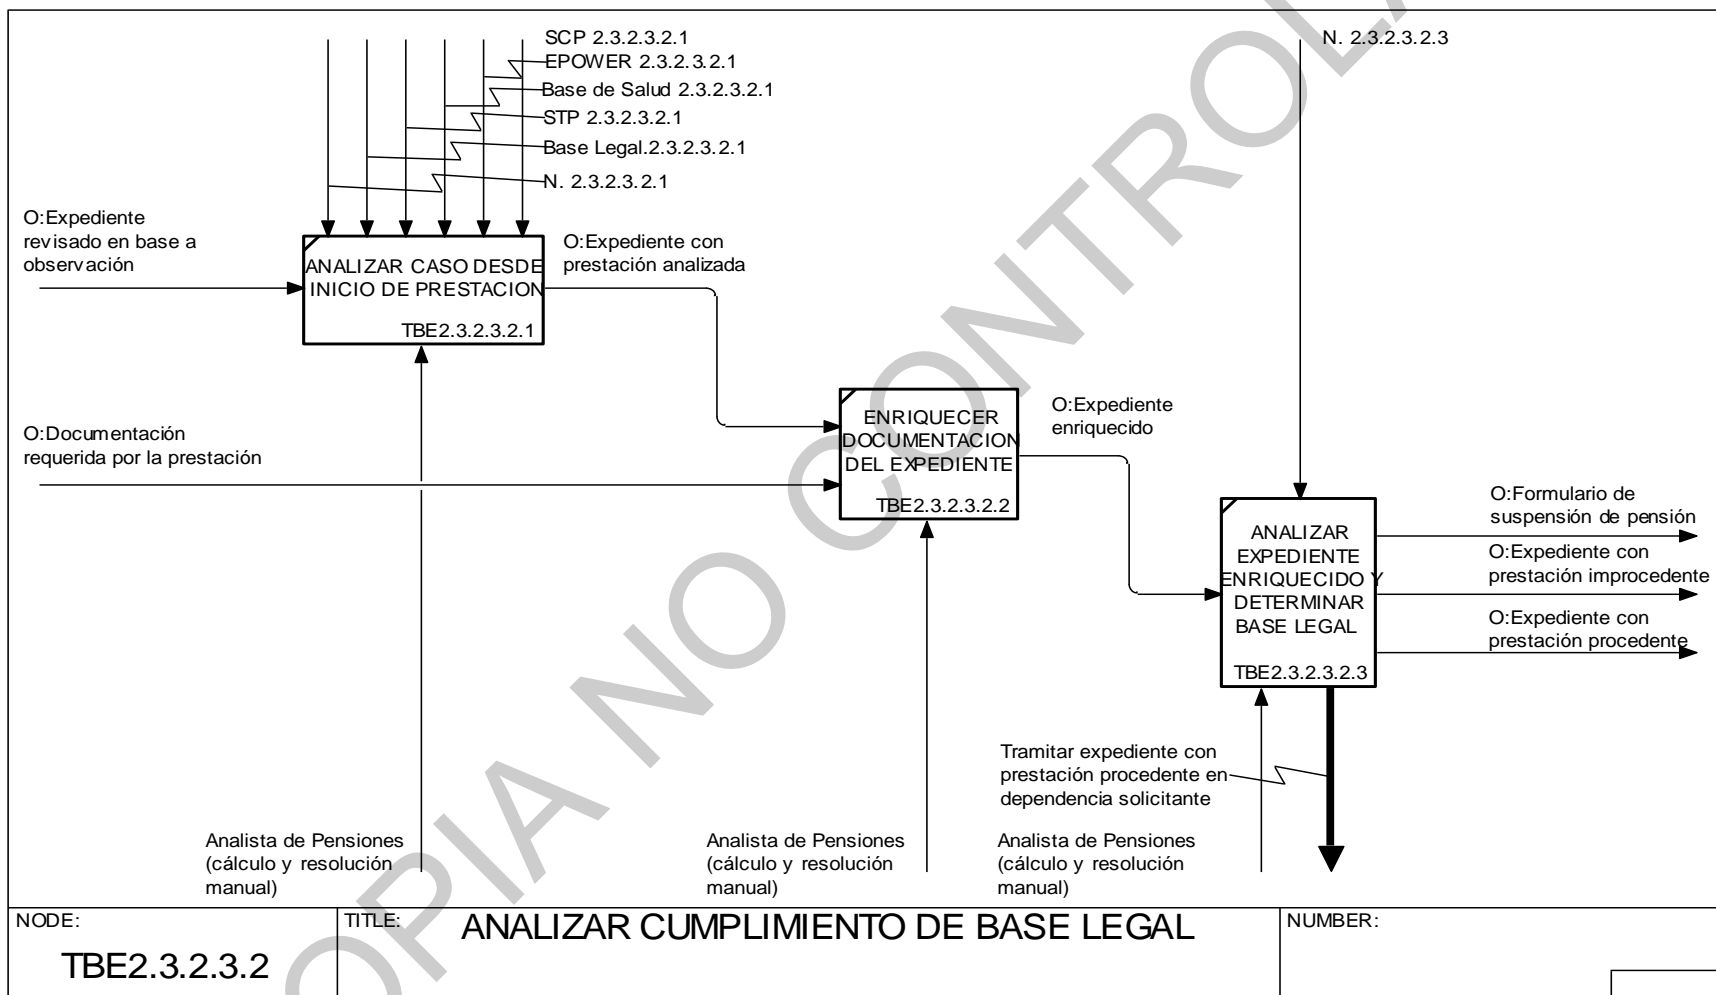 SCP 2.3.2.3.2.1
EPOWER 2.3.2.3.2.1
Base de Salud 2.3.2.3.2.1
STP 2.3.2.3.2.1
Base Legal.2.3.2.3.2.1
N. 2.3.2.3.2.1
N. 2.3.2.3.2.3
O:Expediente
revisado en base a
observación
ANALIZAR CASO DESDE
INICIO DE PRESTACION
TBE2.3.2.3.2.1
O:Expediente con
prestación analizada
O:Documentación
requerida por la prestación
ENRIQUECER
DOCUMENTACION
DEL EXPEDIENTE
TBE2.3.2.3.2.2
O:Expediente
enriquecido
ANALIZAR
EXPEDIENTE
ENRIQUECIDO Y
DETERMINAR
BASE LEGAL
TBE2.3.2.3.2.3
O:Formulario de
suspensión de pensión
O:Expediente con
prestación improcedente
O:Expediente con
prestación procedente
Tramitar expediente con
prestación procedente en
dependencia solicitante
Analista de Pensiones
(cálculo y resolución
manual)
Analista de Pensiones
(cálculo y resolución
manual)
Analista de Pensiones
(cálculo y resolución
manual)
NODE:
TBE2.3.2.3.2
TITLE:
ANALIZAR CUMPLIMIENTO DE BASE LEGAL
NUMBER:
OPIA NO CONTROLA